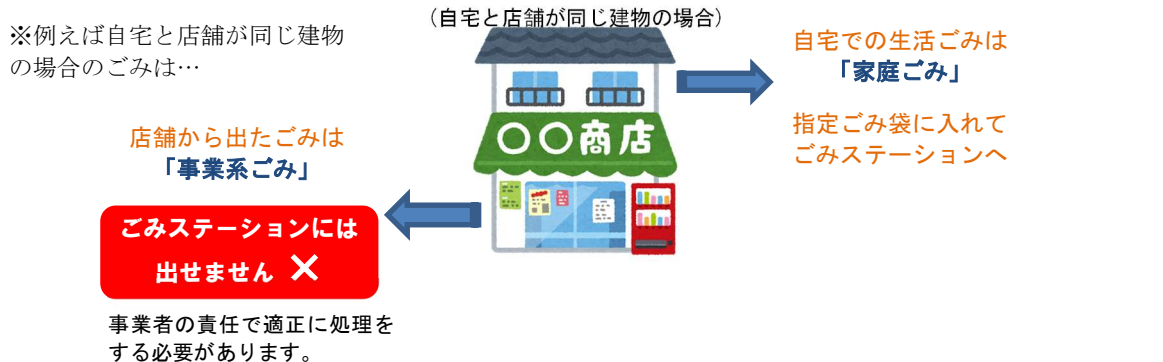 （自宅と店舗が同じ建物の場合）
※例えば自宅と店舗が同じ建物
の場合のごみは…
自宅での生活ごみは
「家庭ごみ」
指定ごみ袋に入れて
ごみステーションへ
〇〇商店
店舗から出たごみは
「事業系ごみ」
ごみステーションには
出せません ✕
事業者の責任で適正に処理を
する必要があります。